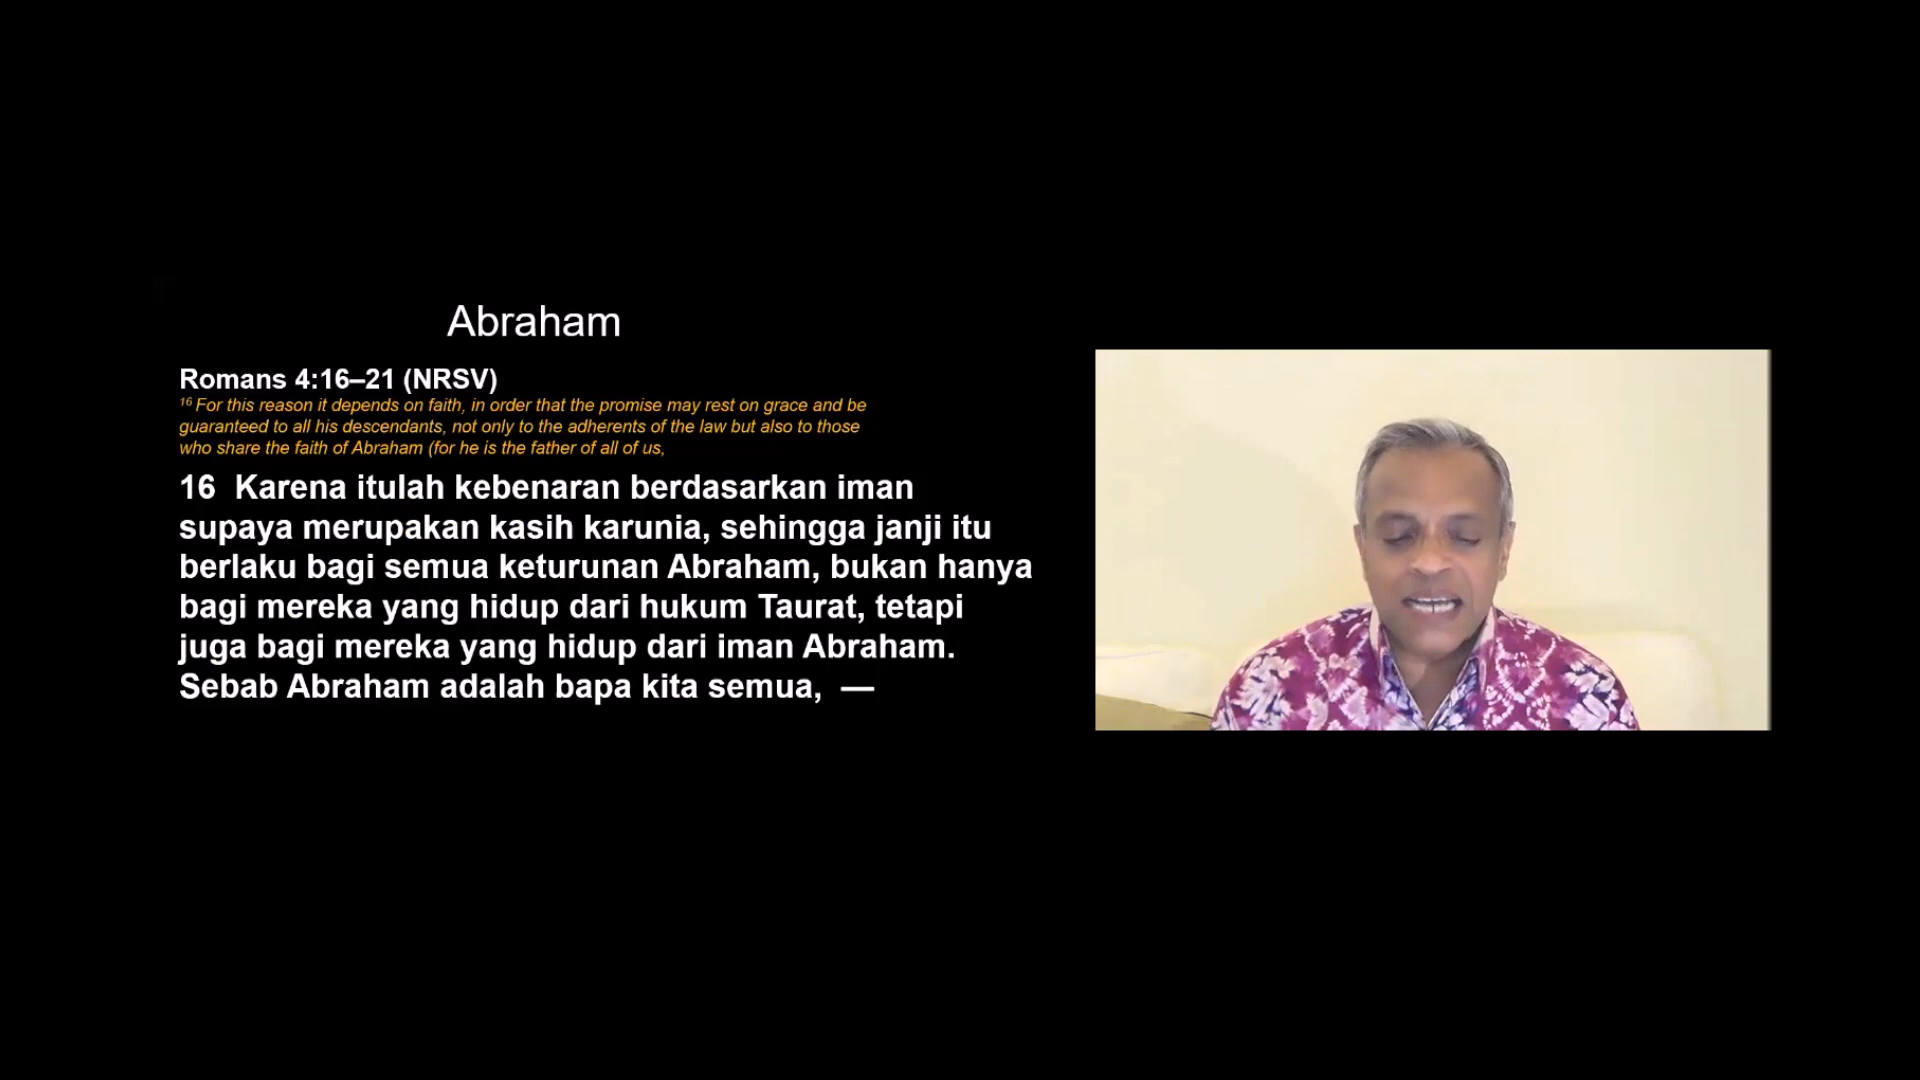 Abraham
Romans 4:16–21 (NRSV)
16 For this reason it depends on faith, in order that the promise may rest on grace and be
guaranteed to all his descendants, not only to the adherents of the law but also to those
who share the faith of Abraham (for he is the father of all of us,
16 Karena itulah kebenaran berdasarkan iman
supaya merupakan kasih karunia, sehingga janji itu
berlaku bagi semua keturunan Abraham, bukan hanya
bagi mereka yang hidup dari hukum Taurat, tetapi
juga bagi mereka yang hidup dari iman Abraham.
Sebab Abraham adalah bapa kita semua, —